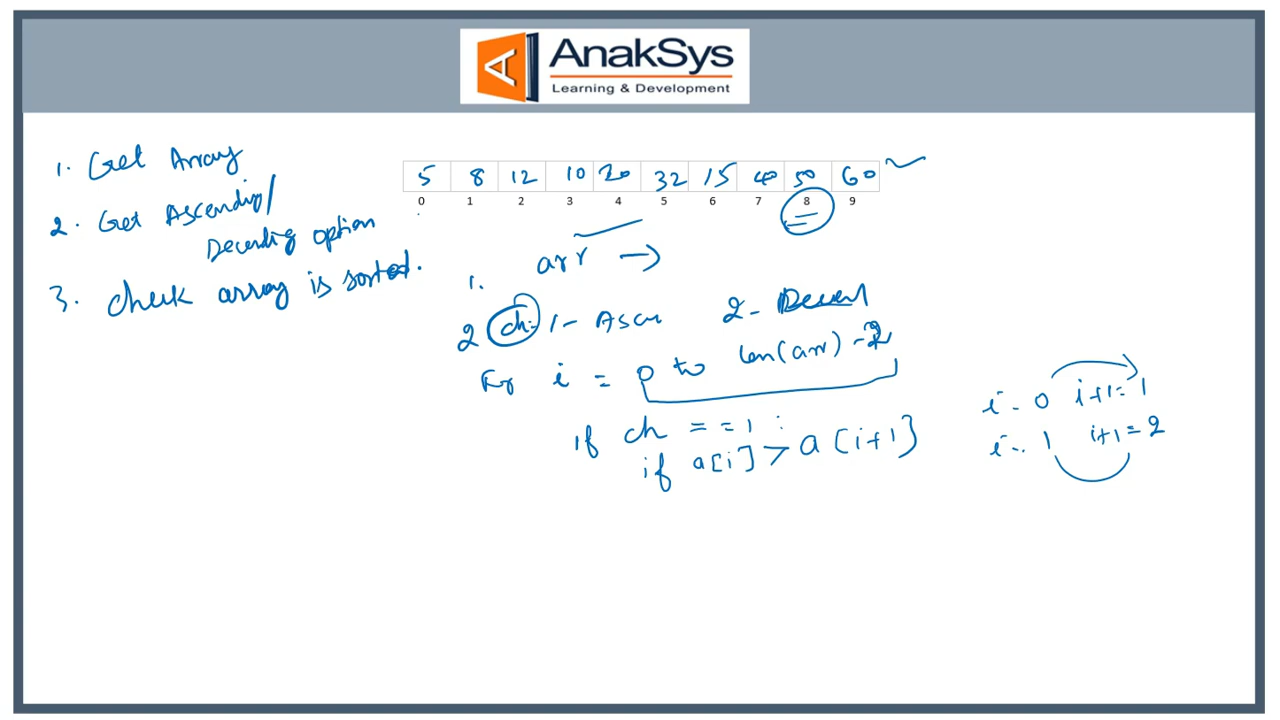 AnakSys
Learning & Development
1. Get Array
2. Get Ascending/
Decending option
3. check array is sorted.
5 8 12 10 20 32 15 40 50 60
0 1 2 3 4 5 6 7 8 9
1. arr →
2 ch = 1 - Ascen 2 - Decen
For i = 0 to len(arr) - 2
if ch == 1 :
if a[i] > a[i+1]
i - 0 i+1 = 1
i - 1 i+1 = 2